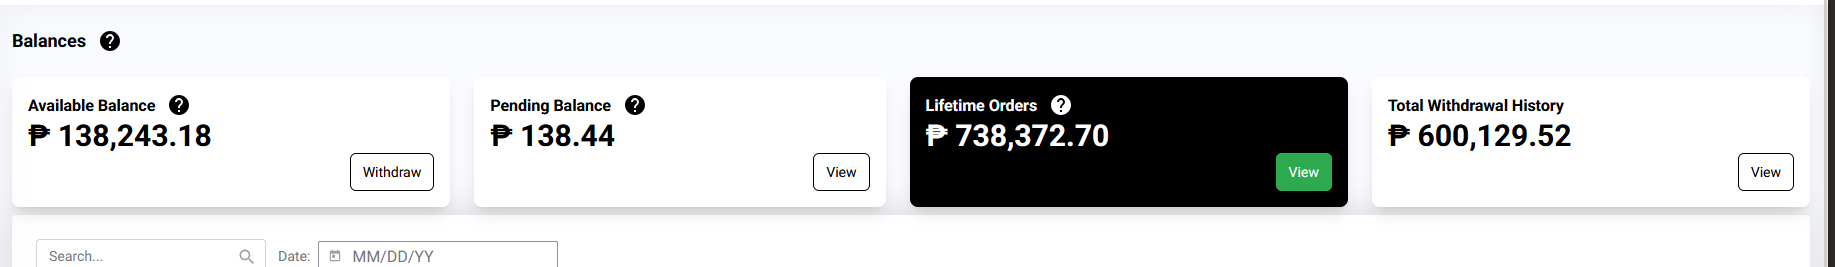 Balances ?
Available Balance ?
₱ 138,243.18
Withdraw
Pending Balance ?
₱ 138.44
View
Lifetime Orders ?
₱ 738,372.70
View
Total Withdrawal History
₱ 600,129.52
View
Search... Date: MM/DD/YY